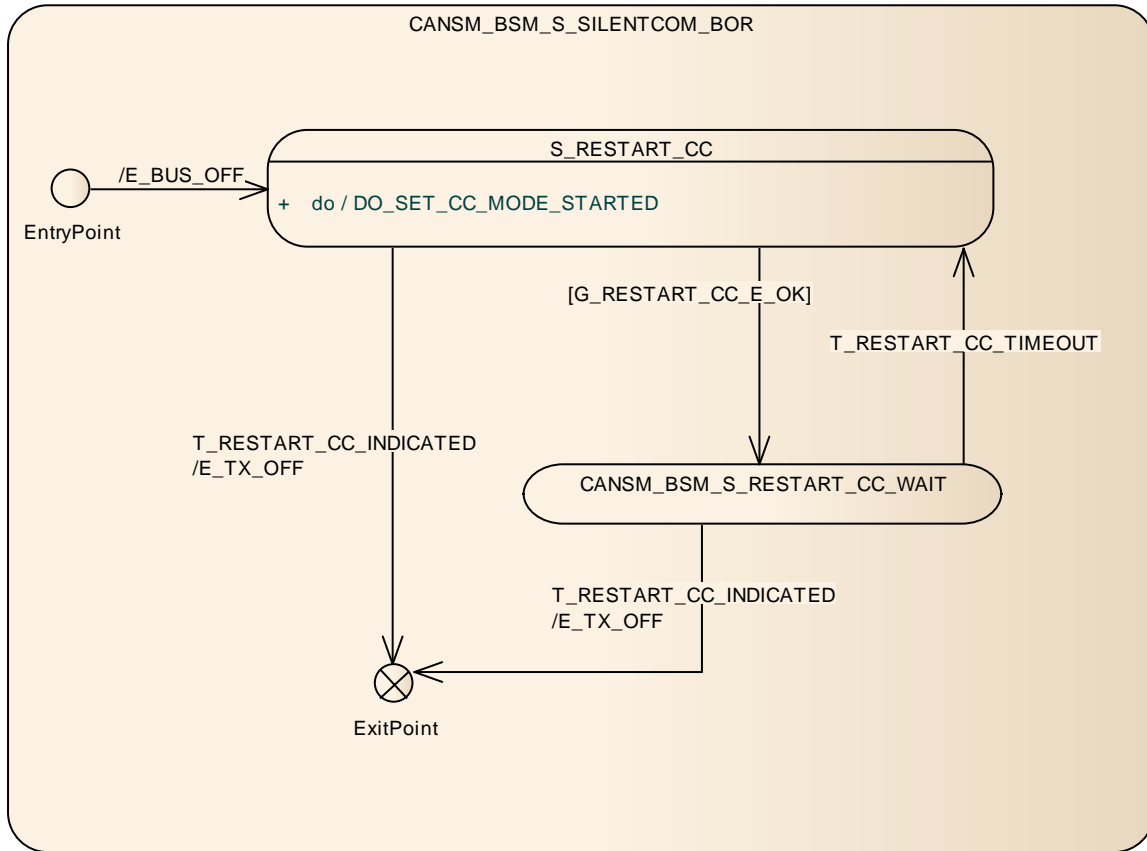 CANSM_BSM_S_SILENTCOM_BOR
S_RESTART_CC
/E_BUS_OFF
+ do / DO_SET_CC_MODE_STARTED
EntryPoint
[G_RESTART_CC_E_OK]
T_RESTART_CC_TIMEOUT
T_RESTART_CC_INDICATED
/E_TX_OFF
CANSM_BSM_S_RESTART_CC_WAIT
T_RESTART_CC_INDICATED
/E_TX_OFF
ExitPoint